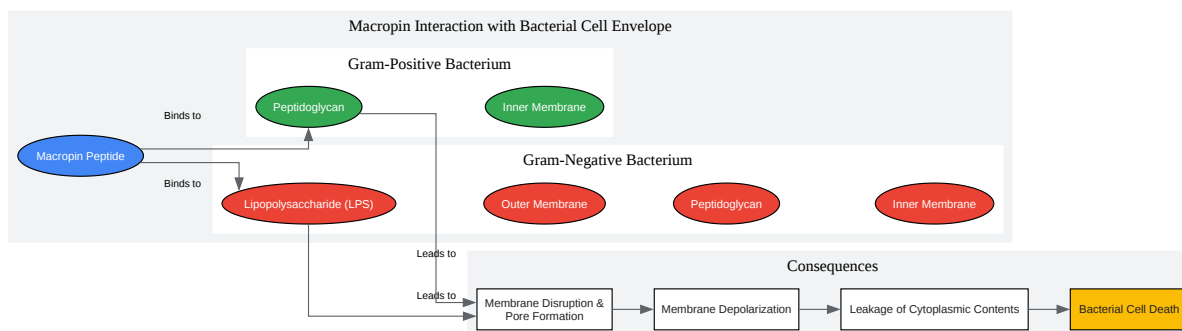 Macropin Interaction with Bacterial Cell Envelope
Gram-Positive Bacterium
Peptidoglycan
Inner Membrane
Binds to
Macropin Peptide
Binds to
Gram-Negative Bacterium
Lipopolysaccharide (LPS)
Outer Membrane
Peptidoglycan
Inner Membrane
Leads to
Leads to
Consequences
Membrane Disruption &
Pore Formation
Membrane Depolarization
Leakage of Cytoplasmic Contents
Bacterial Cell Death